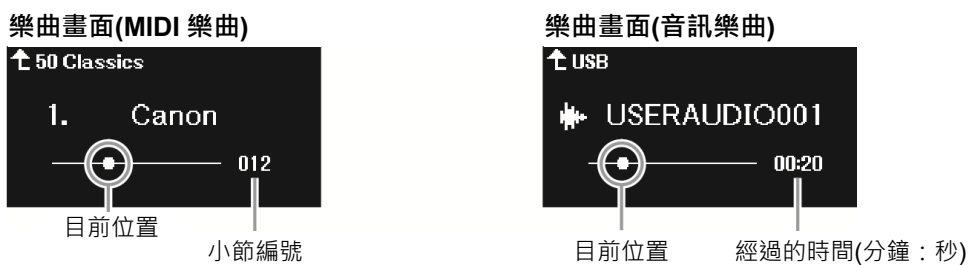 樂曲畫面(MIDI 樂曲)
50 Classics
1. Canon
012
目前位置
小節編號
樂曲畫面(音訊樂曲)
USB
USERAUDIO001
00:20
目前位置
經過的時間(分鐘：秒)